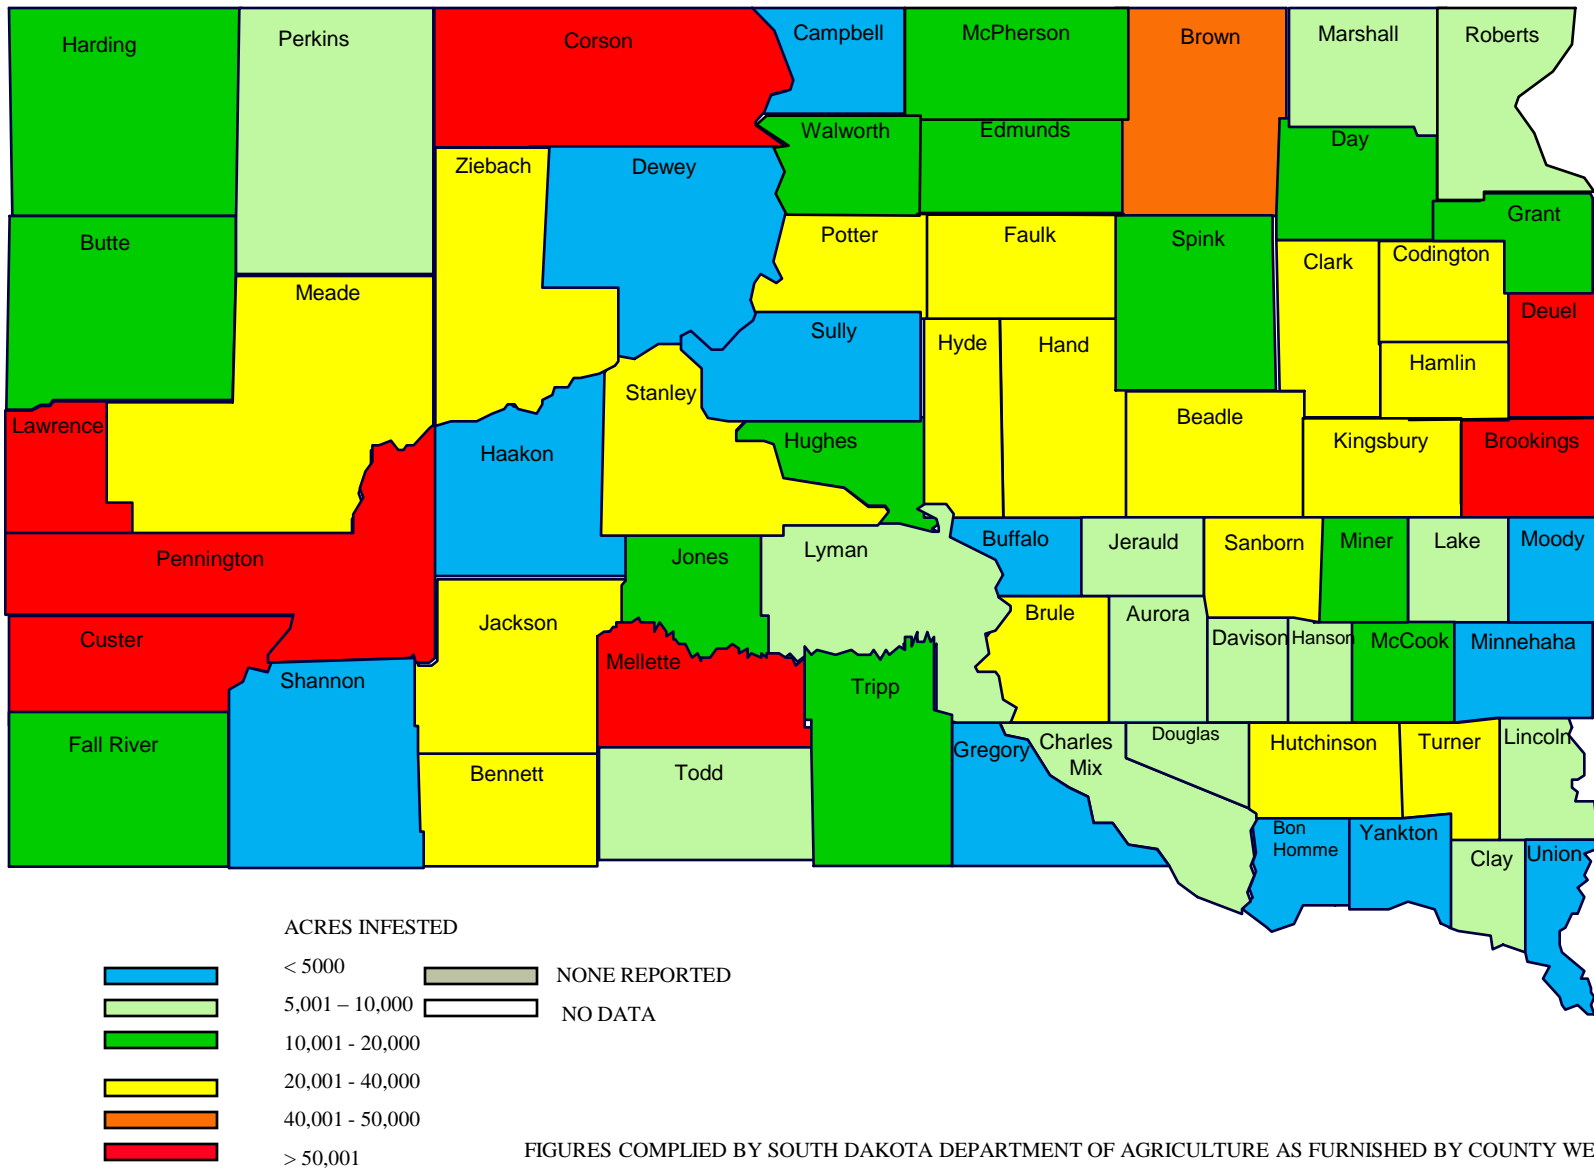 Harding
Perkins
Corson
Campbell
McPherson
Brown
Marshall
Roberts
Walworth
Edmunds
Day
Ziebach
Dewey
Grant
Butte
Potter
Faulk
Spink
Clark
Codington
Meade
Deuel
Sully
Hyde
Hand
Hamlin
Stanley
Lawrence
Beadle
Haakon
Hughes
Kingsbury
Brookings
Pennington
Jones
Lyman
Buffalo
Jerauld
Sanborn
Miner
Lake
Moody
Custer
Jackson
Brule
Aurora
Davison
Hanson
McCook
Minnehaha
Shannon
Mellette
Tripp
Fall River
Bennett
Todd
Gregory
Charles
Mix
Douglas
Hutchinson
Turner
Lincoln
Bon
Homme
Yankton
Clay
Union
ACRES INFESTED
< 5000
5,001 – 10,000
10,001 - 20,000
20,001 - 40,000
40,001 - 50,000
> 50,001
NONE REPORTED
NO DATA
FIGURES COMPLIED BY SOUTH DAKOTA DEPARTMENT OF AGRICULTURE AS FURNISHED BY COUNTY WE